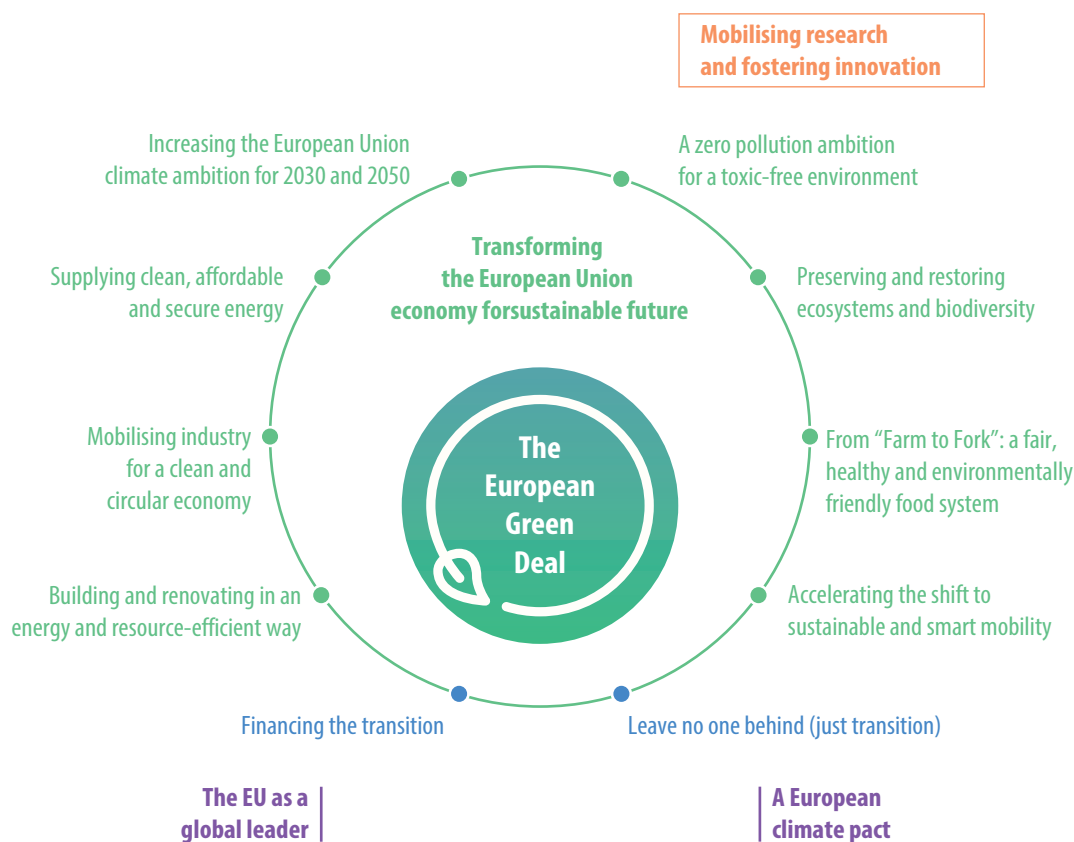 Mobilising research
and fostering innovation
Increasing the European Union
climate ambition for 2030 and 2050
A zero pollution ambition
for a toxic-free environment
Transforming
the European Union
economy forsustainable future
Supplying clean, affordable
and secure energy
Preserving and restoring
ecosystems and biodiversity
Mobilising industry
for a clean and
circular economy
The
European
Green
Deal
From “Farm to Fork”: a fair,
healthy and environmentally
friendly food system
Building and renovating in an
energy and resource-efficient way
Accelerating the shift to
sustainable and smart mobility
Financing the transition
Leave no one behind (just transition)
The EU as a
global leader
A European
climate pact